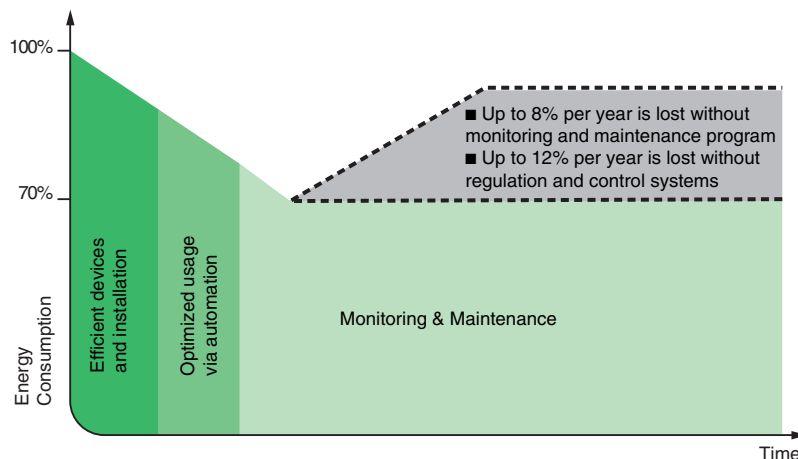 100%
■ Up to 8% per year is lost without
monitoring and maintenance program
■ Up to 12% per year is lost without
regulation and control systems
70%
Efficient devices
and installation
Optimized usage
via automation
Monitoring & Maintenance
Energy
Consumption
Time